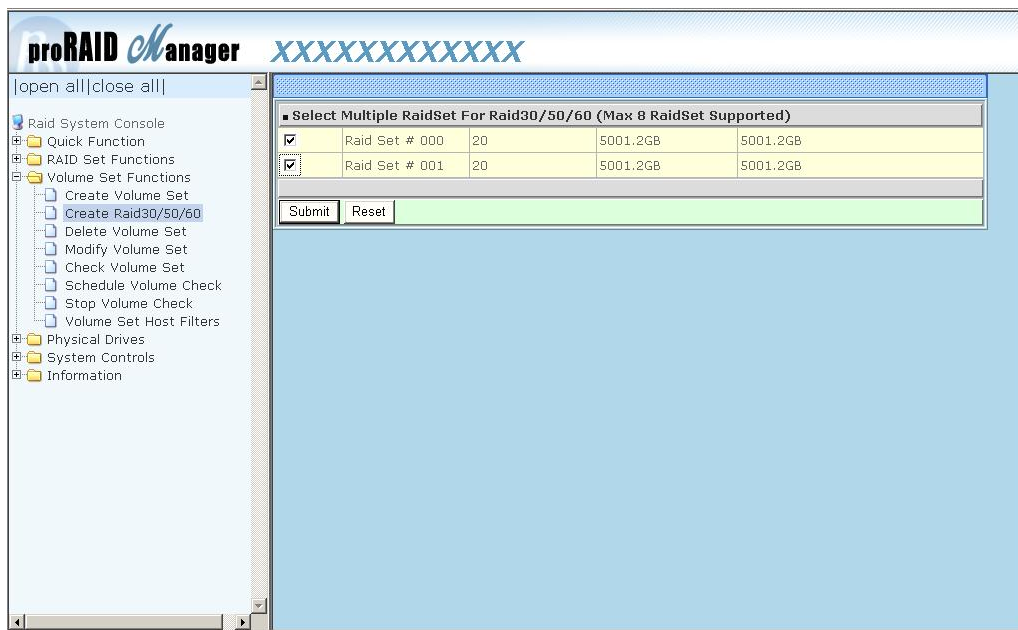 proRAID Manager
XXXXXXXXXXXX
|open all|close all|
Raid System Console
Quick Function
RAID Set Functions
Volume Set Functions
Create Volume Set
Create Raid30/50/60
Delete Volume Set
Modify Volume Set
Check Volume Set
Schedule Volume Check
Stop Volume Check
Volume Set Host Filters
Physical Drives
System Controls
Information
Select Multiple RaidSet For Raid30/50/60 (Max 8 RaidSet Supported)
Raid Set # 000 20 5001.2GB 5001.2GB
Raid Set # 001 20 5001.2GB 5001.2GB
Submit Reset